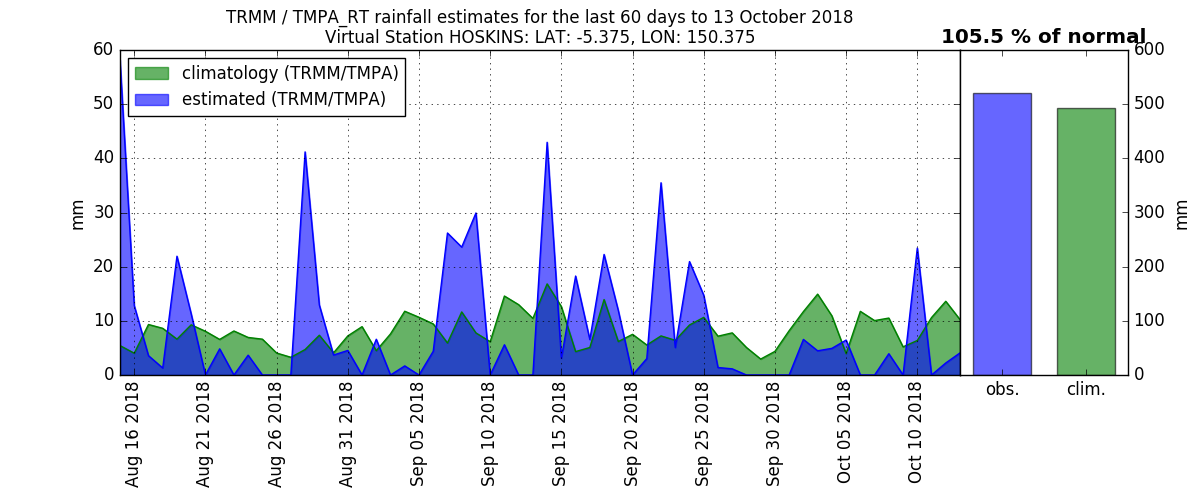 TRMM / TMPA_RT rainfall estimates for the last 60 days to 13 October 2018
Virtual Station HOSKINS: LAT: -5.375, LON: 150.375
105.5 % of normal
climatology (TRMM/TMPA)
estimated (TRMM/TMPA)
60
50
40
30
20
10
0
mm
Aug 16 2018
Aug 21 2018
Aug 26 2018
Aug 31 2018
Sep 05 2018
Sep 10 2018
Sep 15 2018
Sep 20 2018
Sep 25 2018
Sep 30 2018
Oct 05 2018
Oct 10 2018
obs.
clim.
600
500
400
300
200
100
0
mm